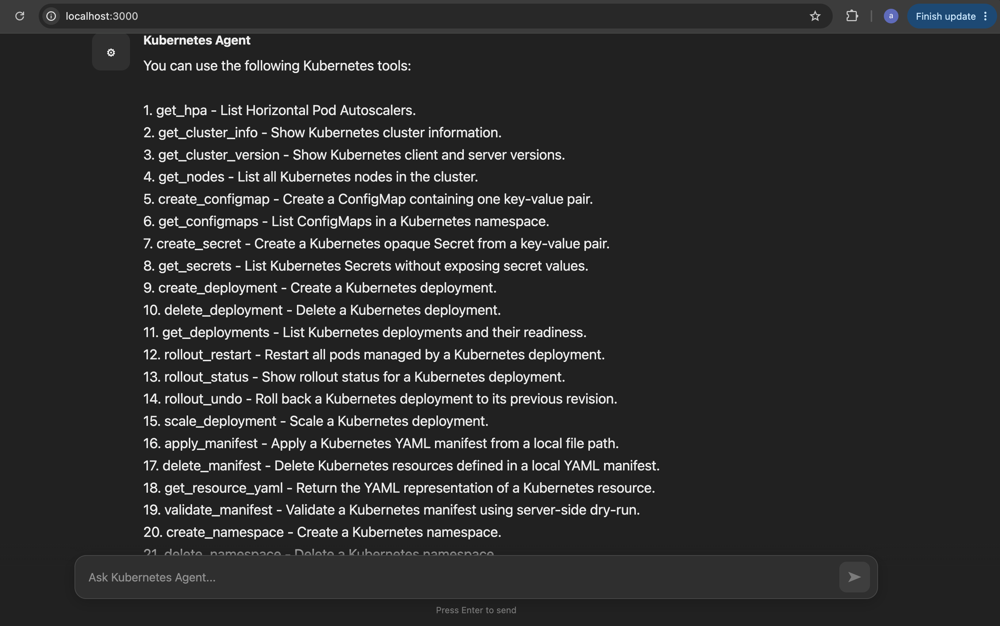 localhost:3000
a
Finish update
Kubernetes Agent
You can use the following Kubernetes tools:
1. get_hpa - List Horizontal Pod Autoscalers.
2. get_cluster_info - Show Kubernetes cluster information.
3. get_cluster_version - Show Kubernetes client and server versions.
4. get_nodes - List all Kubernetes nodes in the cluster.
5. create_configmap - Create a ConfigMap containing one key-value pair.
6. get_configmaps - List ConfigMaps in a Kubernetes namespace.
7. create_secret - Create a Kubernetes opaque Secret from a key-value pair.
8. get_secrets - List Kubernetes Secrets without exposing secret values.
9. create_deployment - Create a Kubernetes deployment.
10. delete_deployment - Delete a Kubernetes deployment.
11. get_deployments - List Kubernetes deployments and their readiness.
12. rollout_restart - Restart all pods managed by a Kubernetes deployment.
13. rollout_status - Show rollout status for a Kubernetes deployment.
14. rollout_undo - Roll back a Kubernetes deployment to its previous revision.
15. scale_deployment - Scale a Kubernetes deployment.
16. apply_manifest - Apply a Kubernetes YAML manifest from a local file path.
17. delete_manifest - Delete Kubernetes resources defined in a local YAML manifest.
18. get_resource_yaml - Return the YAML representation of a Kubernetes resource.
19. validate_manifest - Validate a Kubernetes manifest using server-side dry-run.
20. create_namespace - Create a Kubernetes namespace.
21. delete_namespace - Delete a Kubernetes namespace.
Ask Kubernetes Agent...
Press Enter to send